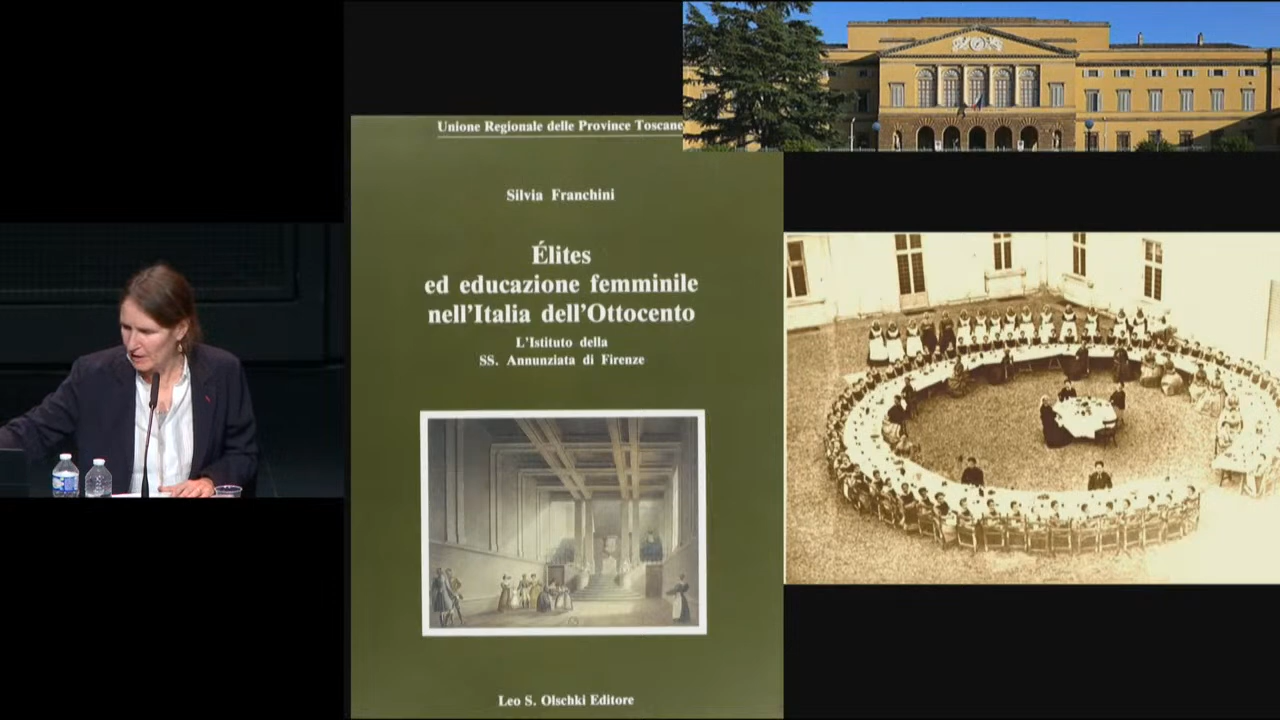 Unione Regionale delle Province Toscane
Silvia Franchini
Élites
ed educazione femminile
nell'Italia dell'Ottocento
L'Istituto della
SS. Annunziata di Firenze
Leo S. Olschki Editore